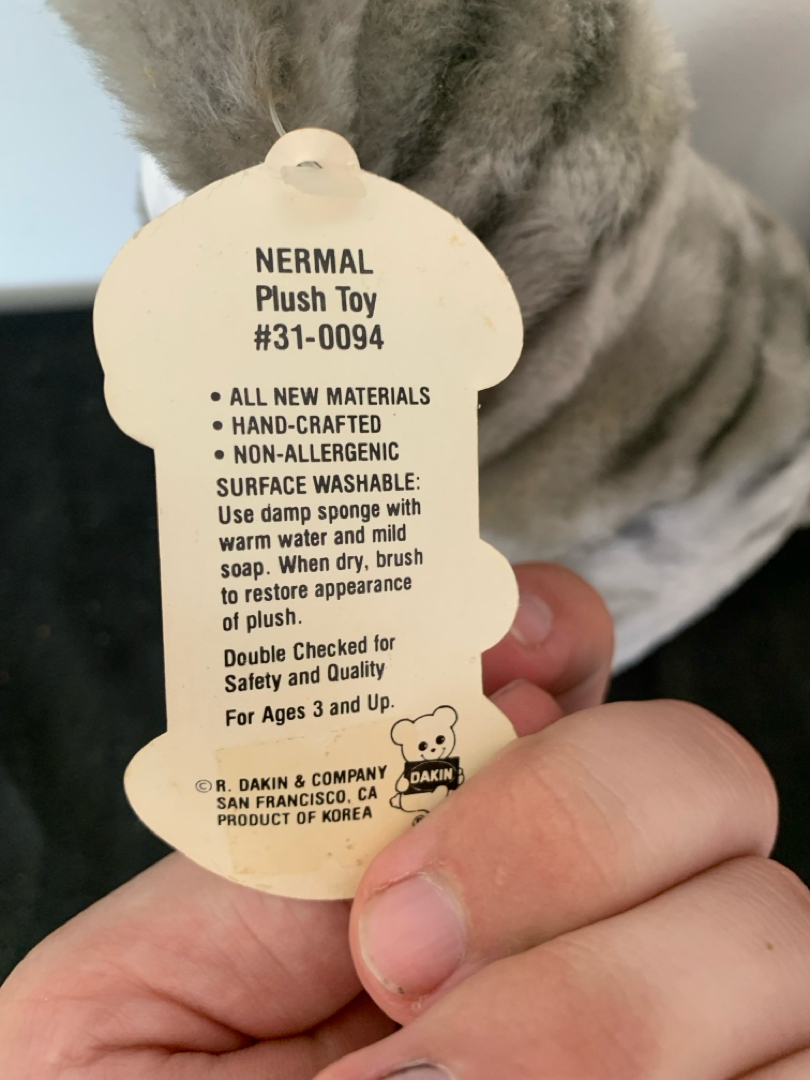 NERMAL
Plush Toy
#31-0094
• ALL NEW MATERIALS
• HAND-CRAFTED
• NON-ALLERGENIC
SURFACE WASHABLE:
Use damp sponge with
warm water and mild
soap. When dry, brush
to restore appearance
of plush.
Double Checked for
Safety and Quality
For Ages 3 and Up.
© R. DAKIN & COMPANY
SAN FRANCISCO, CA
PRODUCT OF KOREA
DAKIN